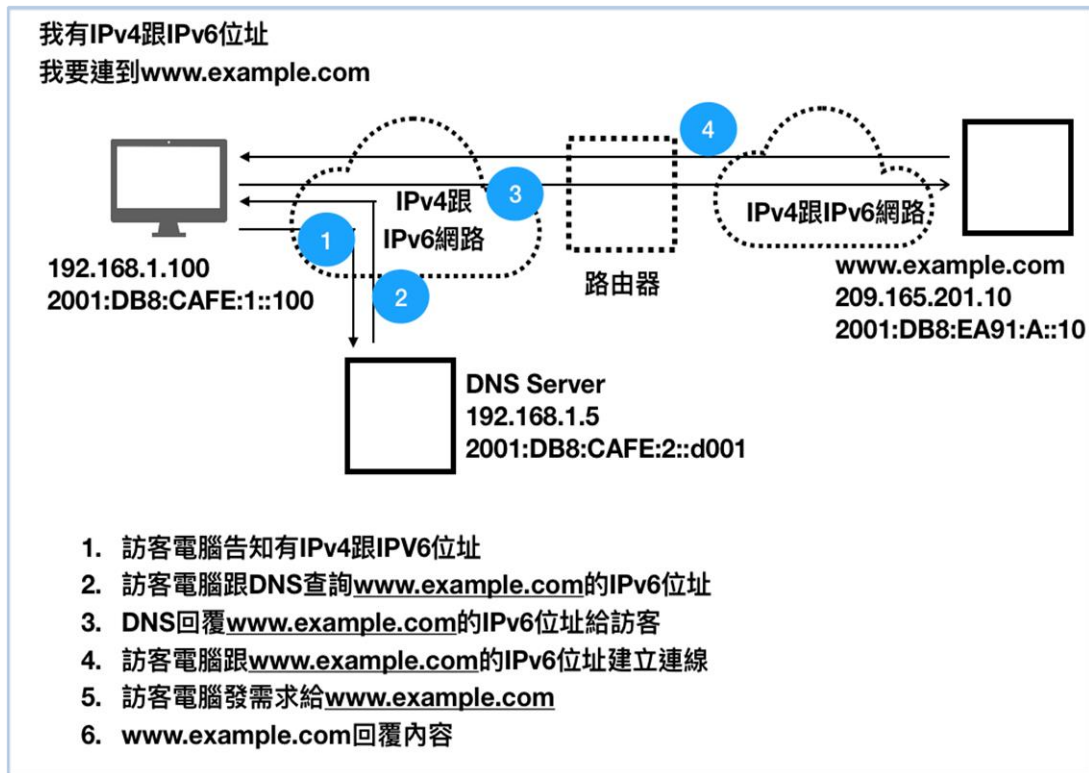 我有IPv4跟IPv6位址
我要連到www.example.com
4
3
IPv4跟
IPv6網路
IPv4跟IPv6網路
1
2
路由器
192.168.1.100
2001:DB8:CAFE:1::100
www.example.com
209.165.201.10
2001:DB8:EA91:A::10
DNS Server
192.168.1.5
2001:DB8:CAFE:2::d001
1. 訪客電腦告知有IPv4跟IPV6位址
2. 訪客電腦跟DNS查詢www.example.com的IPv6位址
3. DNS回覆www.example.com的IPv6位址給訪客
4. 訪客電腦跟www.example.com的IPv6位址建立連線
5. 訪客電腦發需求給www.example.com
6. www.example.com回覆內容